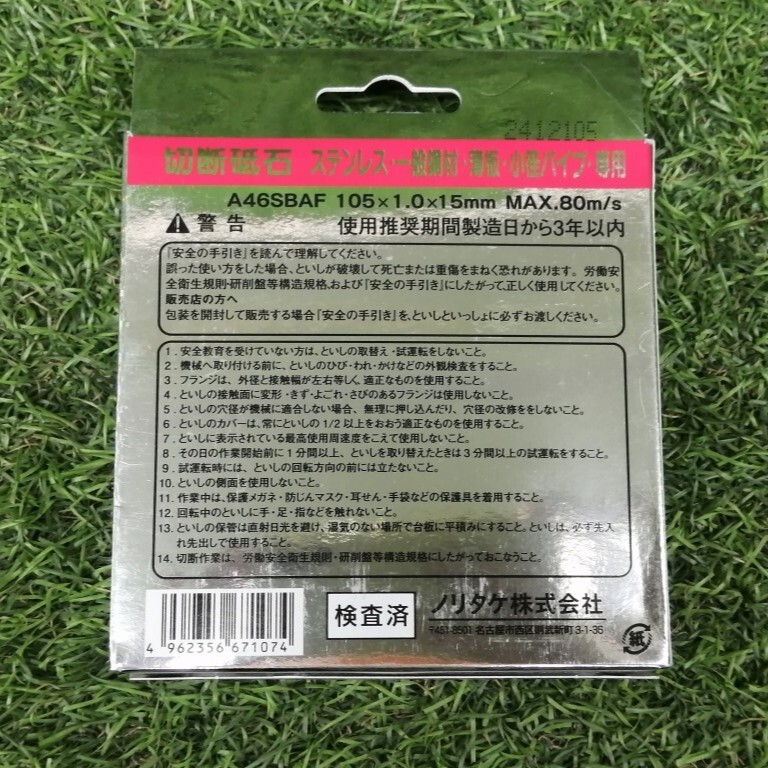 2412105
切断砥石 ステンレス・一般鋼材・薄板・小径パイプ・専用
A46SBAF 105×1.0×15mm MAX.80m/s
警告 使用推奨期間製造日から3年以内
『安全の手引き』を読んで理解してください。
誤った使い方をした場合、といしが破壊して死亡または重傷をまねく恐れがあります。労働安
全衛生規則・研削盤等構造規格、および『安全の手引き』にしたがって、正しく使用してください。
販売店の方へ
包装を開封して販売する場合『安全の手引き』を、といしといっしょに必ずお渡しください。
1. 安全教育を受けていない方は、といしの取替え・試運転をしないこと。
2. 機械へ取り付ける前に、といしのひび・われ・かけなどの外観検査をすること。
3. フランジは、外径と接触幅が左右等しく、適正なものを使用すること。
4. といしの接触面に変形・きず・よごれ・さびのあるフランジは使用しないこと。
5. といしの穴径が機械に適合しない場合、無理に押し込んだり、穴径の改修ををしないこと。
6. といしのカバーは、常にといしの1/2以上をおおう適正なものを使用すること。
7. といしに表示されている最高使用周速度をこえて使用しないこと。
8. その日の作業開始前に1分間以上、といしを取り替えたときは3分間以上の試運転をすること。
9. 試運転時には、といしの回転方向の前には立たないこと。
10. といしの側面を使用しないこと。
11. 作業中は、保護メガネ・防じんマスク・耳せん・手袋などの保護具を着用すること。
12. 回転中のといしに手・足・指などを触れないこと。
13. といしの保管は直射日光を避け、湿気のない場所で台板に平積みにすること。といしは、必ず先入
れ先出しで使用すること。
14. 切断作業は、労働安全衛生規則・研削盤等構造規格にしたがっておこなうこと。
4 962356 671074
検査済
ノリタケ株式会社
〒451-8501 名古屋市西区則武新町3-1-36
紙